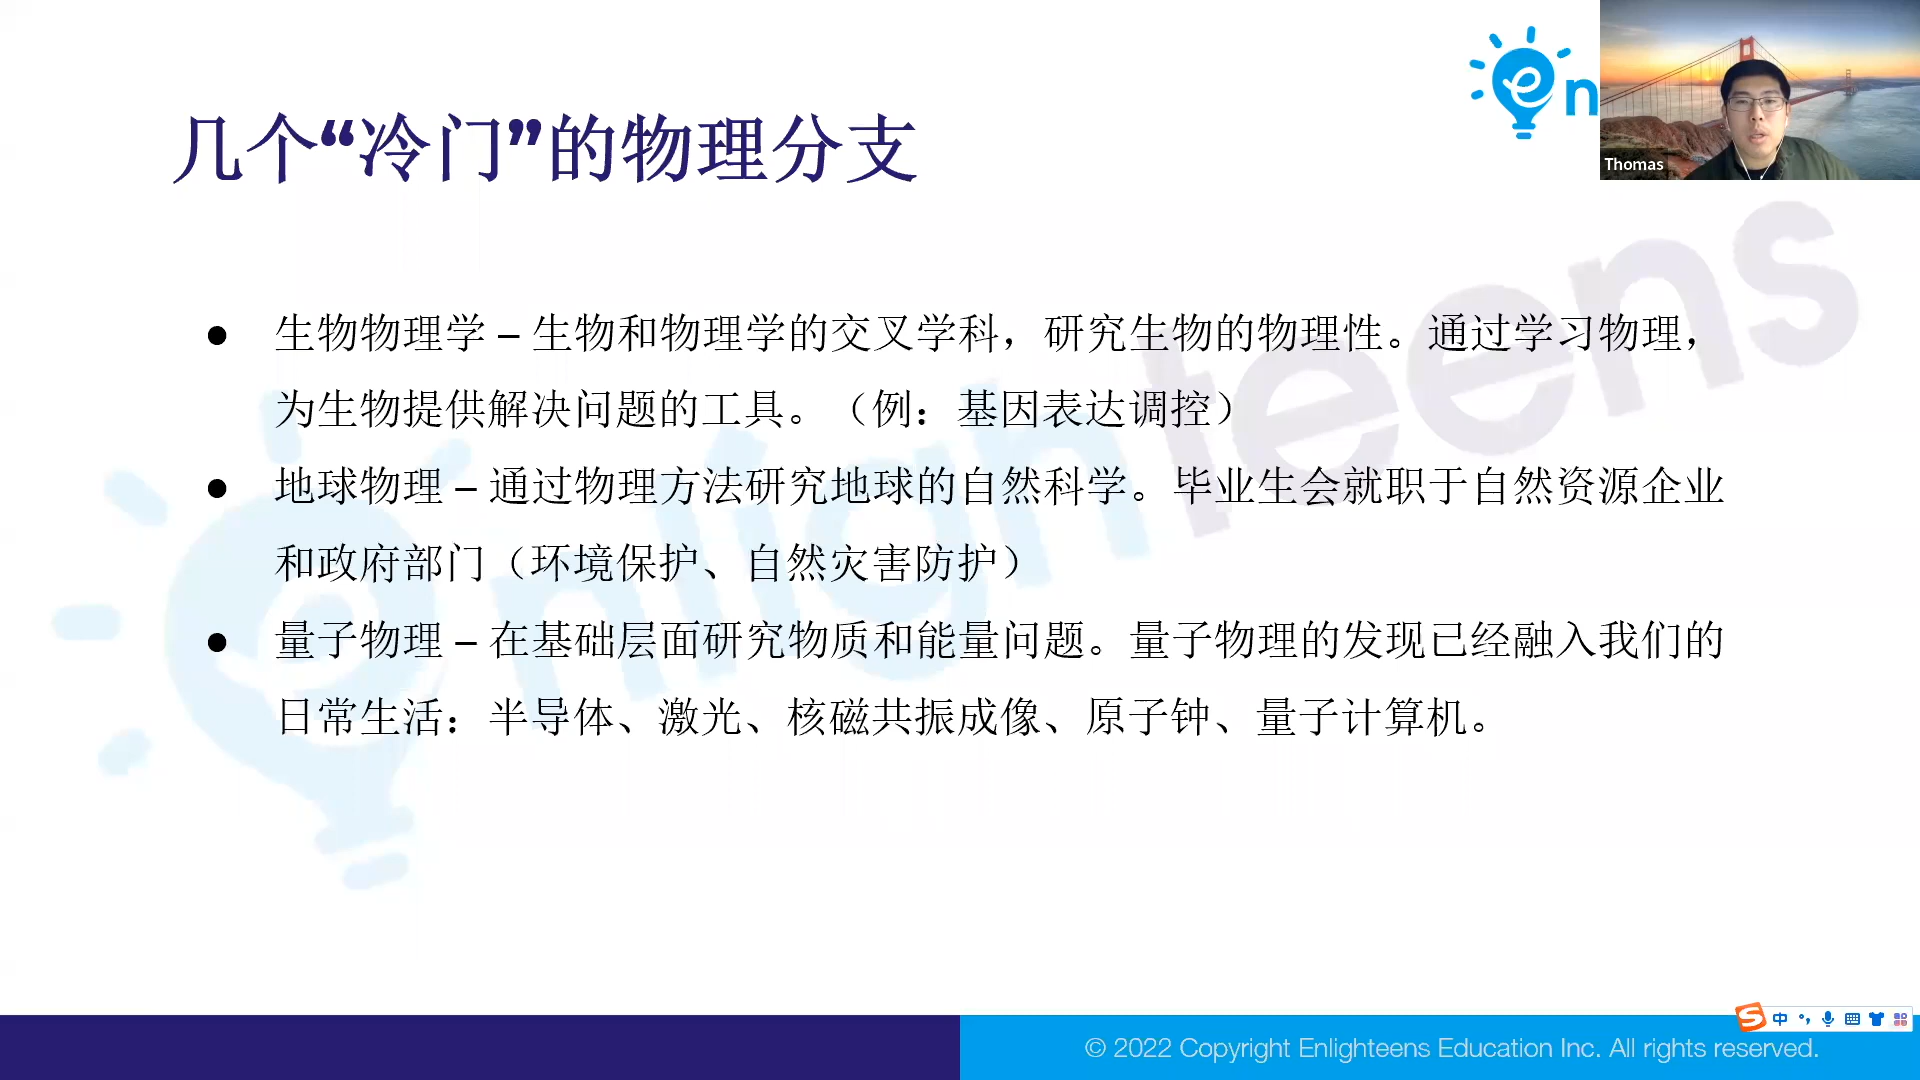 几个“冷门”的物理分支
en
Thomas
● 生物物理学 – 生物和物理学的交叉学科，研究生物的物理性。通过学习物理，
为生物提供解决问题的工具。（例：基因表达调控）
● 地球物理 – 通过物理方法研究地球的自然科学。毕业生会就职于自然资源企业
和政府部门（环境保护、自然灾害防护）
● 量子物理 – 在基础层面研究物质和能量问题。量子物理的发现已经融入我们的
日常生活：半导体、激光、核磁共振成像、原子钟、量子计算机。
enlighteens
S 中
© 2022 Copyright Enlighteens Education Inc. All rights reserved.